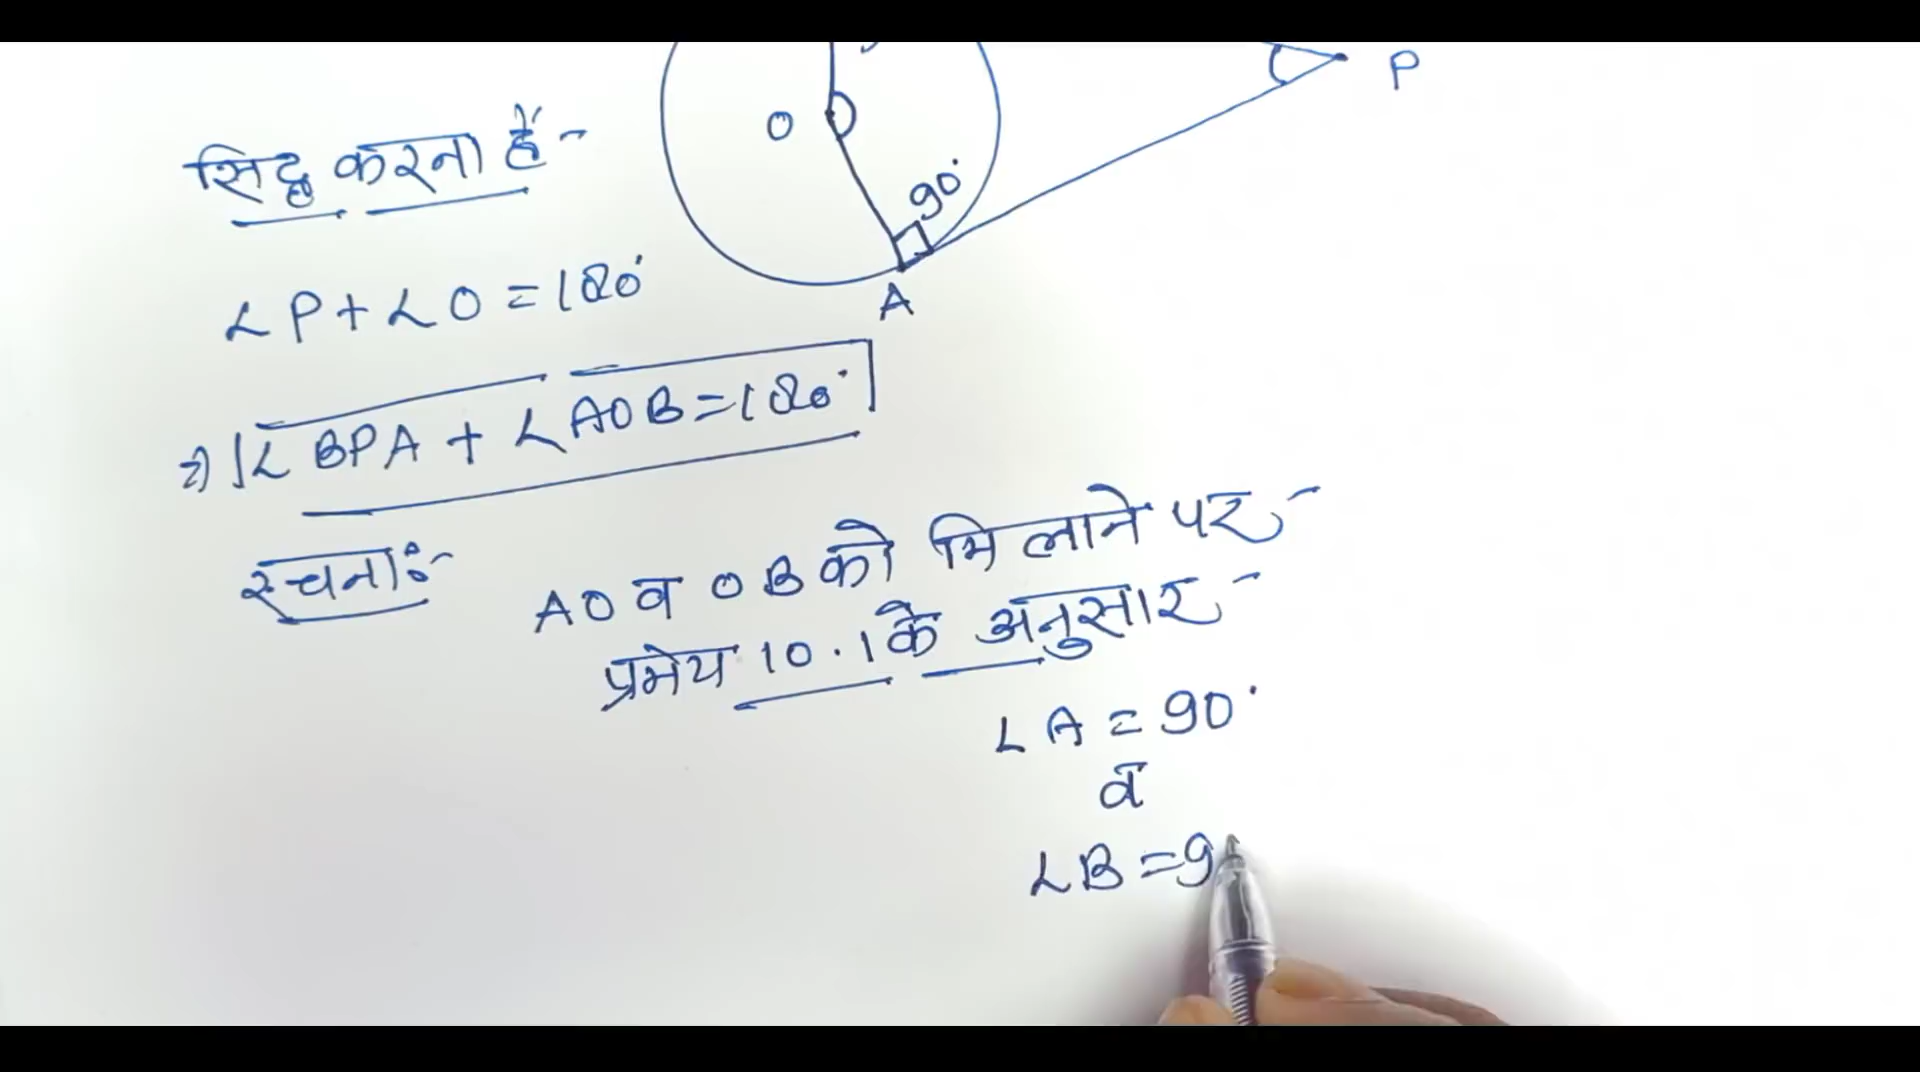 P
O
90°
A
सिद्ध करना है -
∠P + ∠O = 180°
⇒ ∠BPA + ∠AOB = 180°
रचना :-
AO व OB को मिलाने पर -
प्रमेय 10.1 के अनुसार -
∠A = 90°
व
∠B = 9